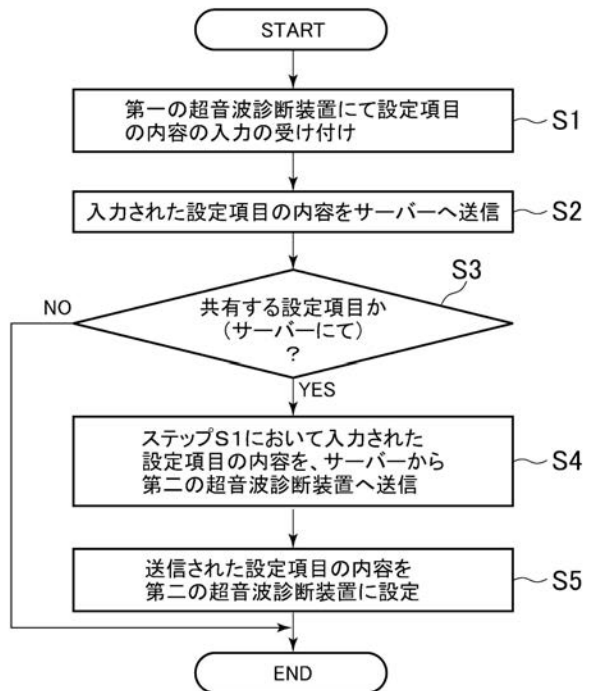 START
第一の超音波診断装置にて設定項目
の内容の入力の受け付け
S1
入力された設定項目の内容をサーバーへ送信
S2
S3
NO
共有する設定項目か
(サーバーにて)
?
YES
ステップS1において入力された
設定項目の内容を、サーバーから
第二の超音波診断装置へ送信
S4
送信された設定項目の内容を
第二の超音波診断装置に設定
S5
END